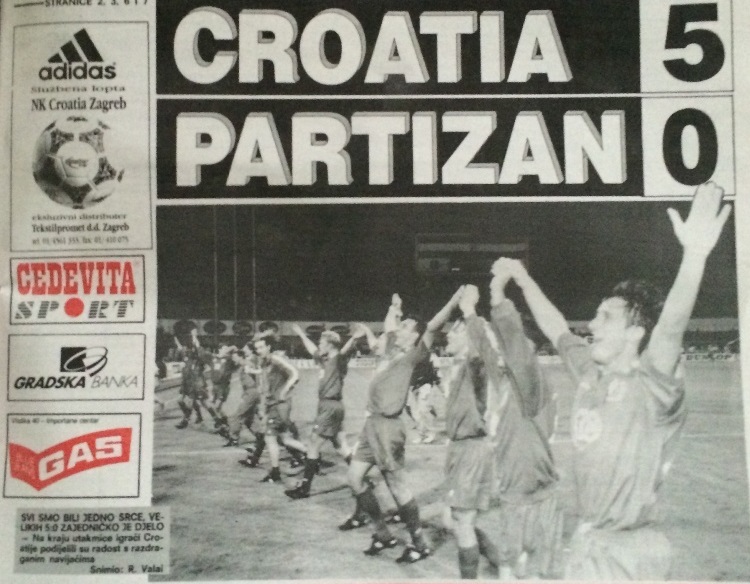 STRANICE 2, 3, 6 I 7
CROATIA 5
PARTIZAN 0
adidas
Službena lopta
NK Croatia Zagreb
ekskluzivni distributer
Tekstilpromet d.d. Zagreb
CEDEVITA
SPORT
GRADSKA BANKA
GAS
DUNLOP
SVI SMO BILI JEDNO SRCE, VE-
LIKIH 5:0 ZAJEDNIČKO JE DJELO
– Na kraju utakmice igrači Cro-
atije podijelili su radost s razdra-
ganim navijačima
Snimio: R. Valai